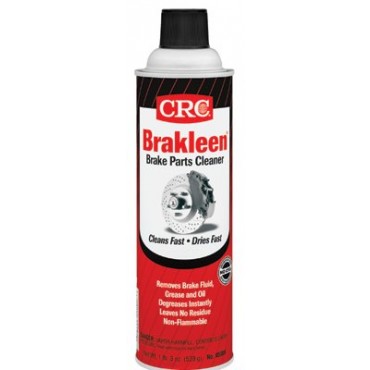 CRC
Brakleen
Brake Parts Cleaner
Cleans Fast • Dries Fast
Removes Brake Fluid,
Grease and Oil
Degreases Instantly
Leaves No Residue
Non-Flammable